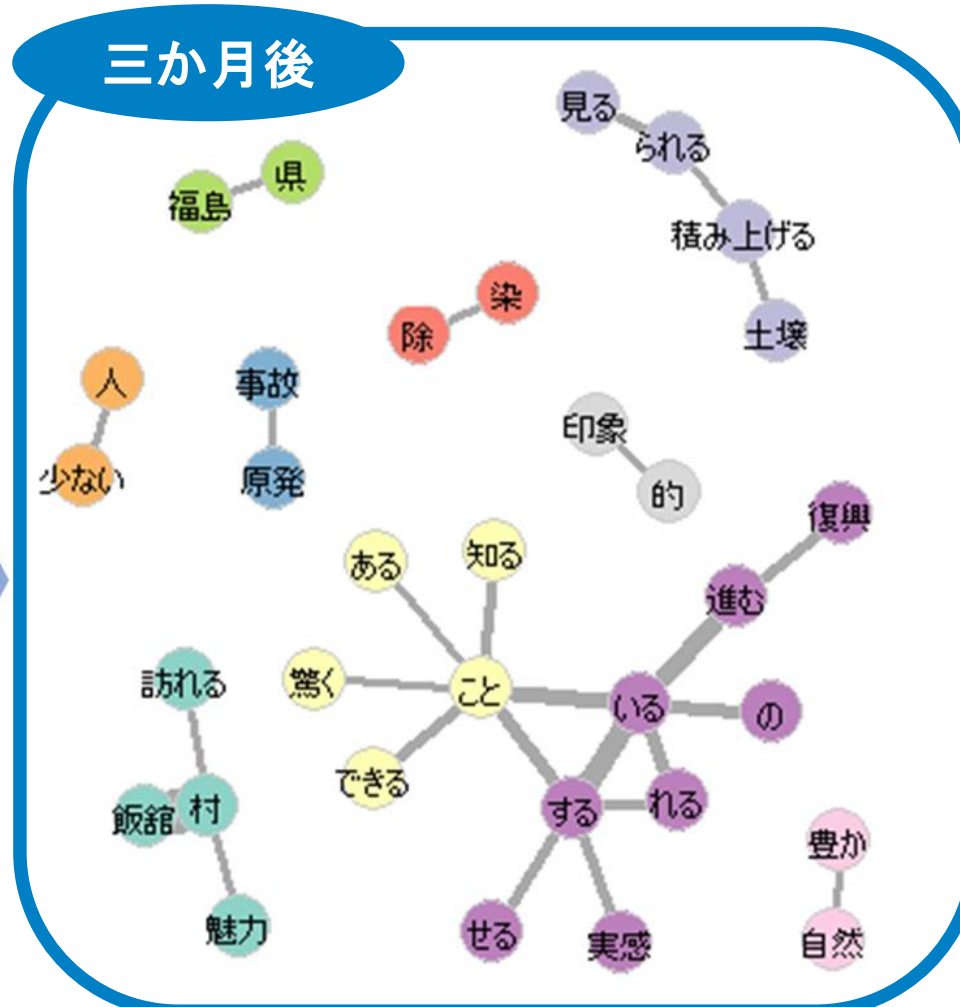 三か月後
見る
られる
県
福島
積み上げる
染
除
土壌
人
事故
少ない
原発
印象
的
復興
ある
知る
進む
訪れる
驚く
こと
いる
の
できる
飯舘
村
する
れる
豊か
魅力
せる
実感
自然